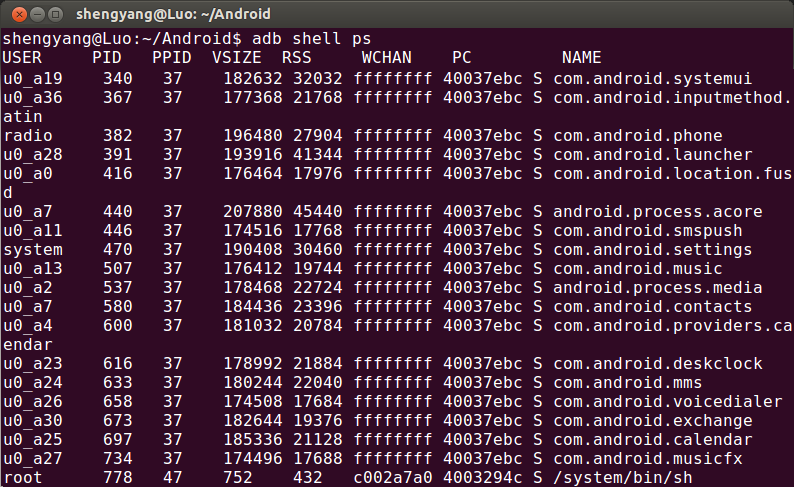 shengyang@Luo: ~/Android
shengyang@Luo:~/Android$ adb shell ps
USER     PID   PPID  VSIZE  RSS     WCHAN    PC         NAME
u0_a19    340   37    182632 32032 ffffffff 40037ebc S com.android.systemui
u0_a36    367   37    177368 21768 ffffffff 40037ebc S com.android.inputmethod.
atin
radio     382   37    196480 27904 ffffffff 40037ebc S com.android.phone
u0_a28    391   37    193916 41344 ffffffff 40037ebc S com.android.launcher
u0_a0     416   37    176464 17976 ffffffff 40037ebc S com.android.location.fus
d
u0_a7     440   37    207880 45440 ffffffff 40037ebc S android.process.acore
u0_a11    446   37    174516 17768 ffffffff 40037ebc S com.android.smspush
system    470   37    190408 30460 ffffffff 40037ebc S com.android.settings
u0_a13    507   37    176412 19744 ffffffff 40037ebc S com.android.music
u0_a2     537   37    178468 22724 ffffffff 40037ebc S android.process.media
u0_a7     580   37    184436 23396 ffffffff 40037ebc S com.android.contacts
u0_a4     600   37    181032 20784 ffffffff 40037ebc S com.android.providers.ca
endar
u0_a23    616   37    178992 21884 ffffffff 40037ebc S com.android.deskclock
u0_a24    633   37    180244 22040 ffffffff 40037ebc S com.android.mms
u0_a26    658   37    174508 17684 ffffffff 40037ebc S com.android.voicedialer
u0_a30    673   37    182644 19376 ffffffff 40037ebc S com.android.exchange
u0_a25    697   37    185336 21128 ffffffff 40037ebc S com.android.calendar
u0_a27    734   37    174496 17688 ffffffff 40037ebc S com.android.musicfx
root      778   47    752    432   c002a7a0 4003294c S /system/bin/sh